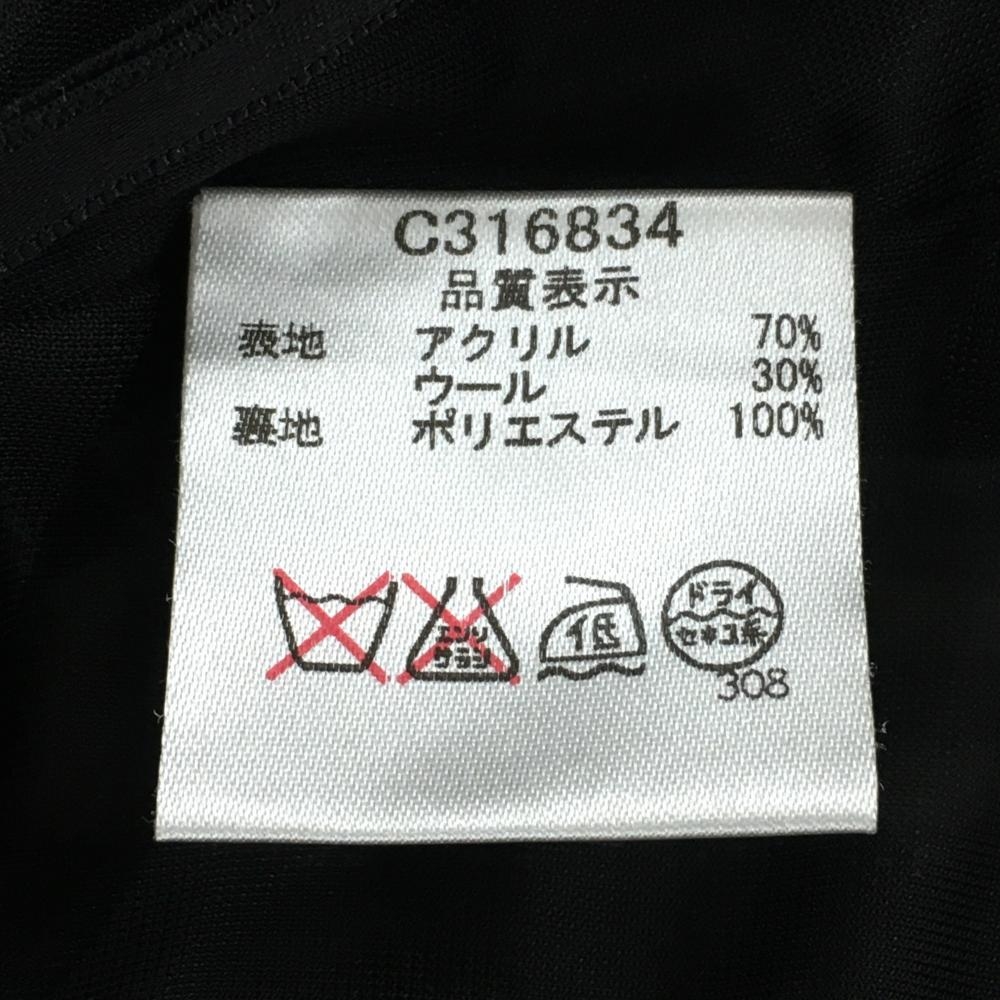 C316834
品質表示
表地 アクリル 70%
ウール 30%
裏地 ポリエステル 100%
エンソ
サラシ
低
ドライ
セキユ系
308